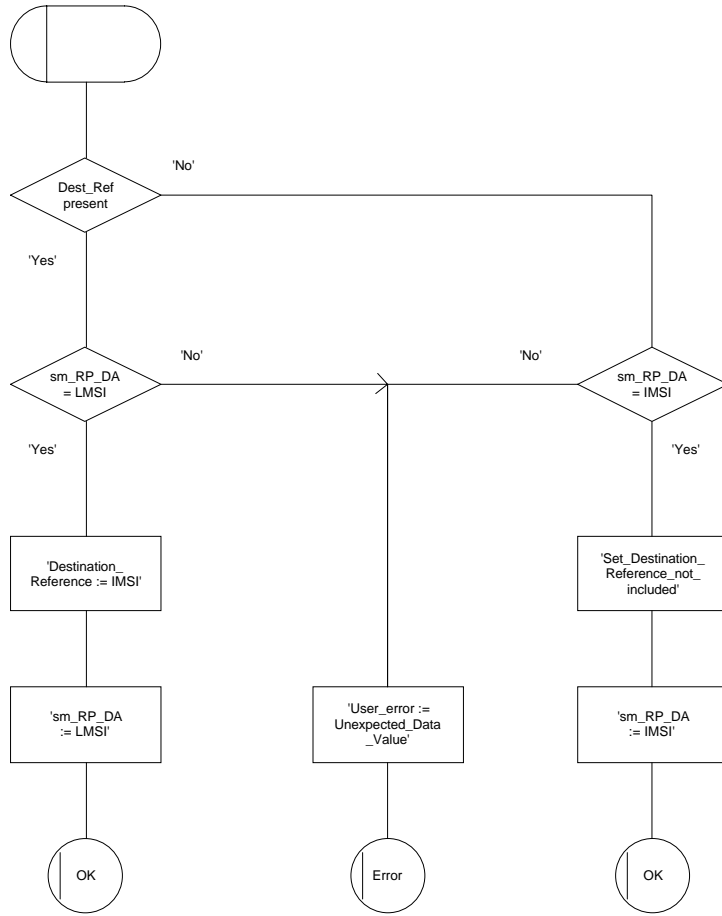 'No'
Dest_Ref
present
'Yes'
'No'
'No'
sm_RP_DA
= LMSI
sm_RP_DA
= IMSI
'Yes'
'Yes'
'Destination_
Reference := IMSI'
'Set_Destination_
Reference_not_
included'
'sm_RP_DA
:= LMSI'
'User_error :=
Unexpected_Data
_Value'
'sm_RP_DA
:= IMSI'
OK
Error
OK